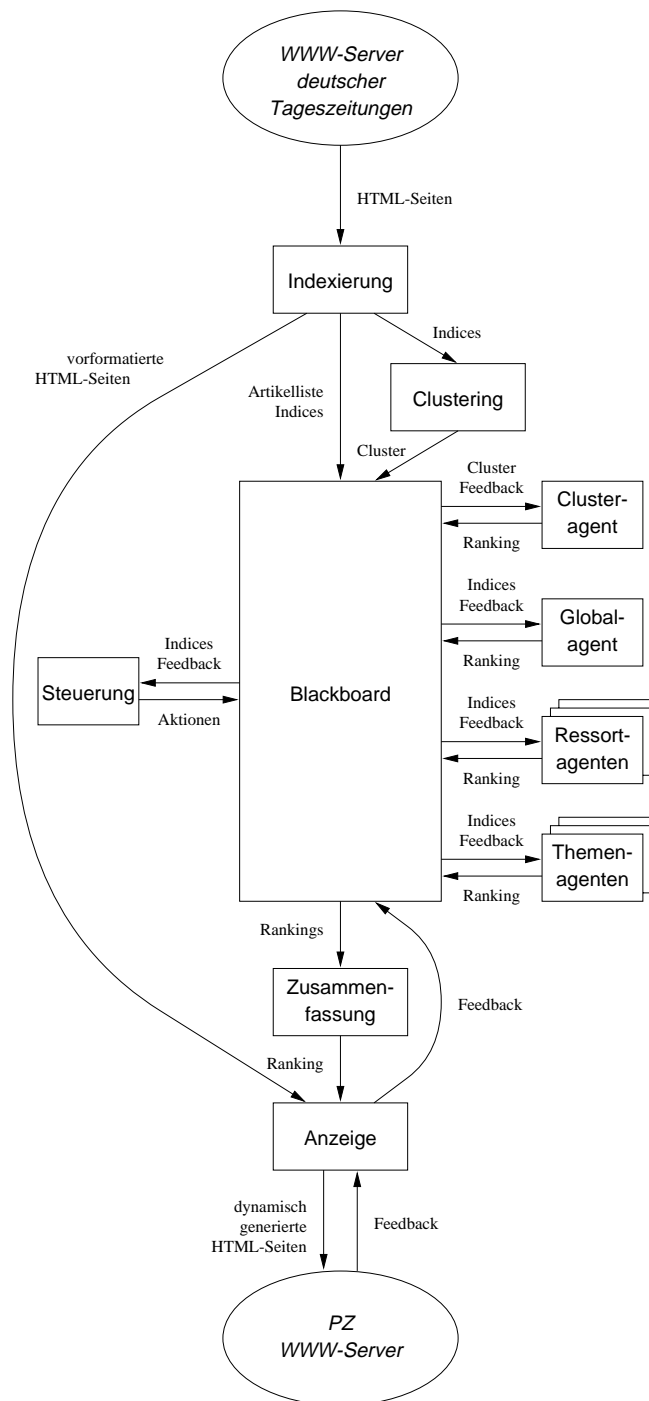 WWW-Server
deutscher
Tageszeitungen
HTML-Seiten
Indexierung
vorformatierte
HTML-Seiten
Artikelliste
Indices
Indices
Clustering
Cluster
Cluster
Feedback
Ranking
Cluster-
agent
Indices
Feedback
Ranking
Global-
agent
Indices
Feedback
Aktionen
Steuerung
Blackboard
Indices
Feedback
Ranking
Ressort-
agenten
Indices
Feedback
Ranking
Themen-
agenten
Rankings
Zusammen-
fassung
Feedback
Ranking
Anzeige
dynamisch
generierte
HTML-Seiten
Feedback
PZ
WWW-Server